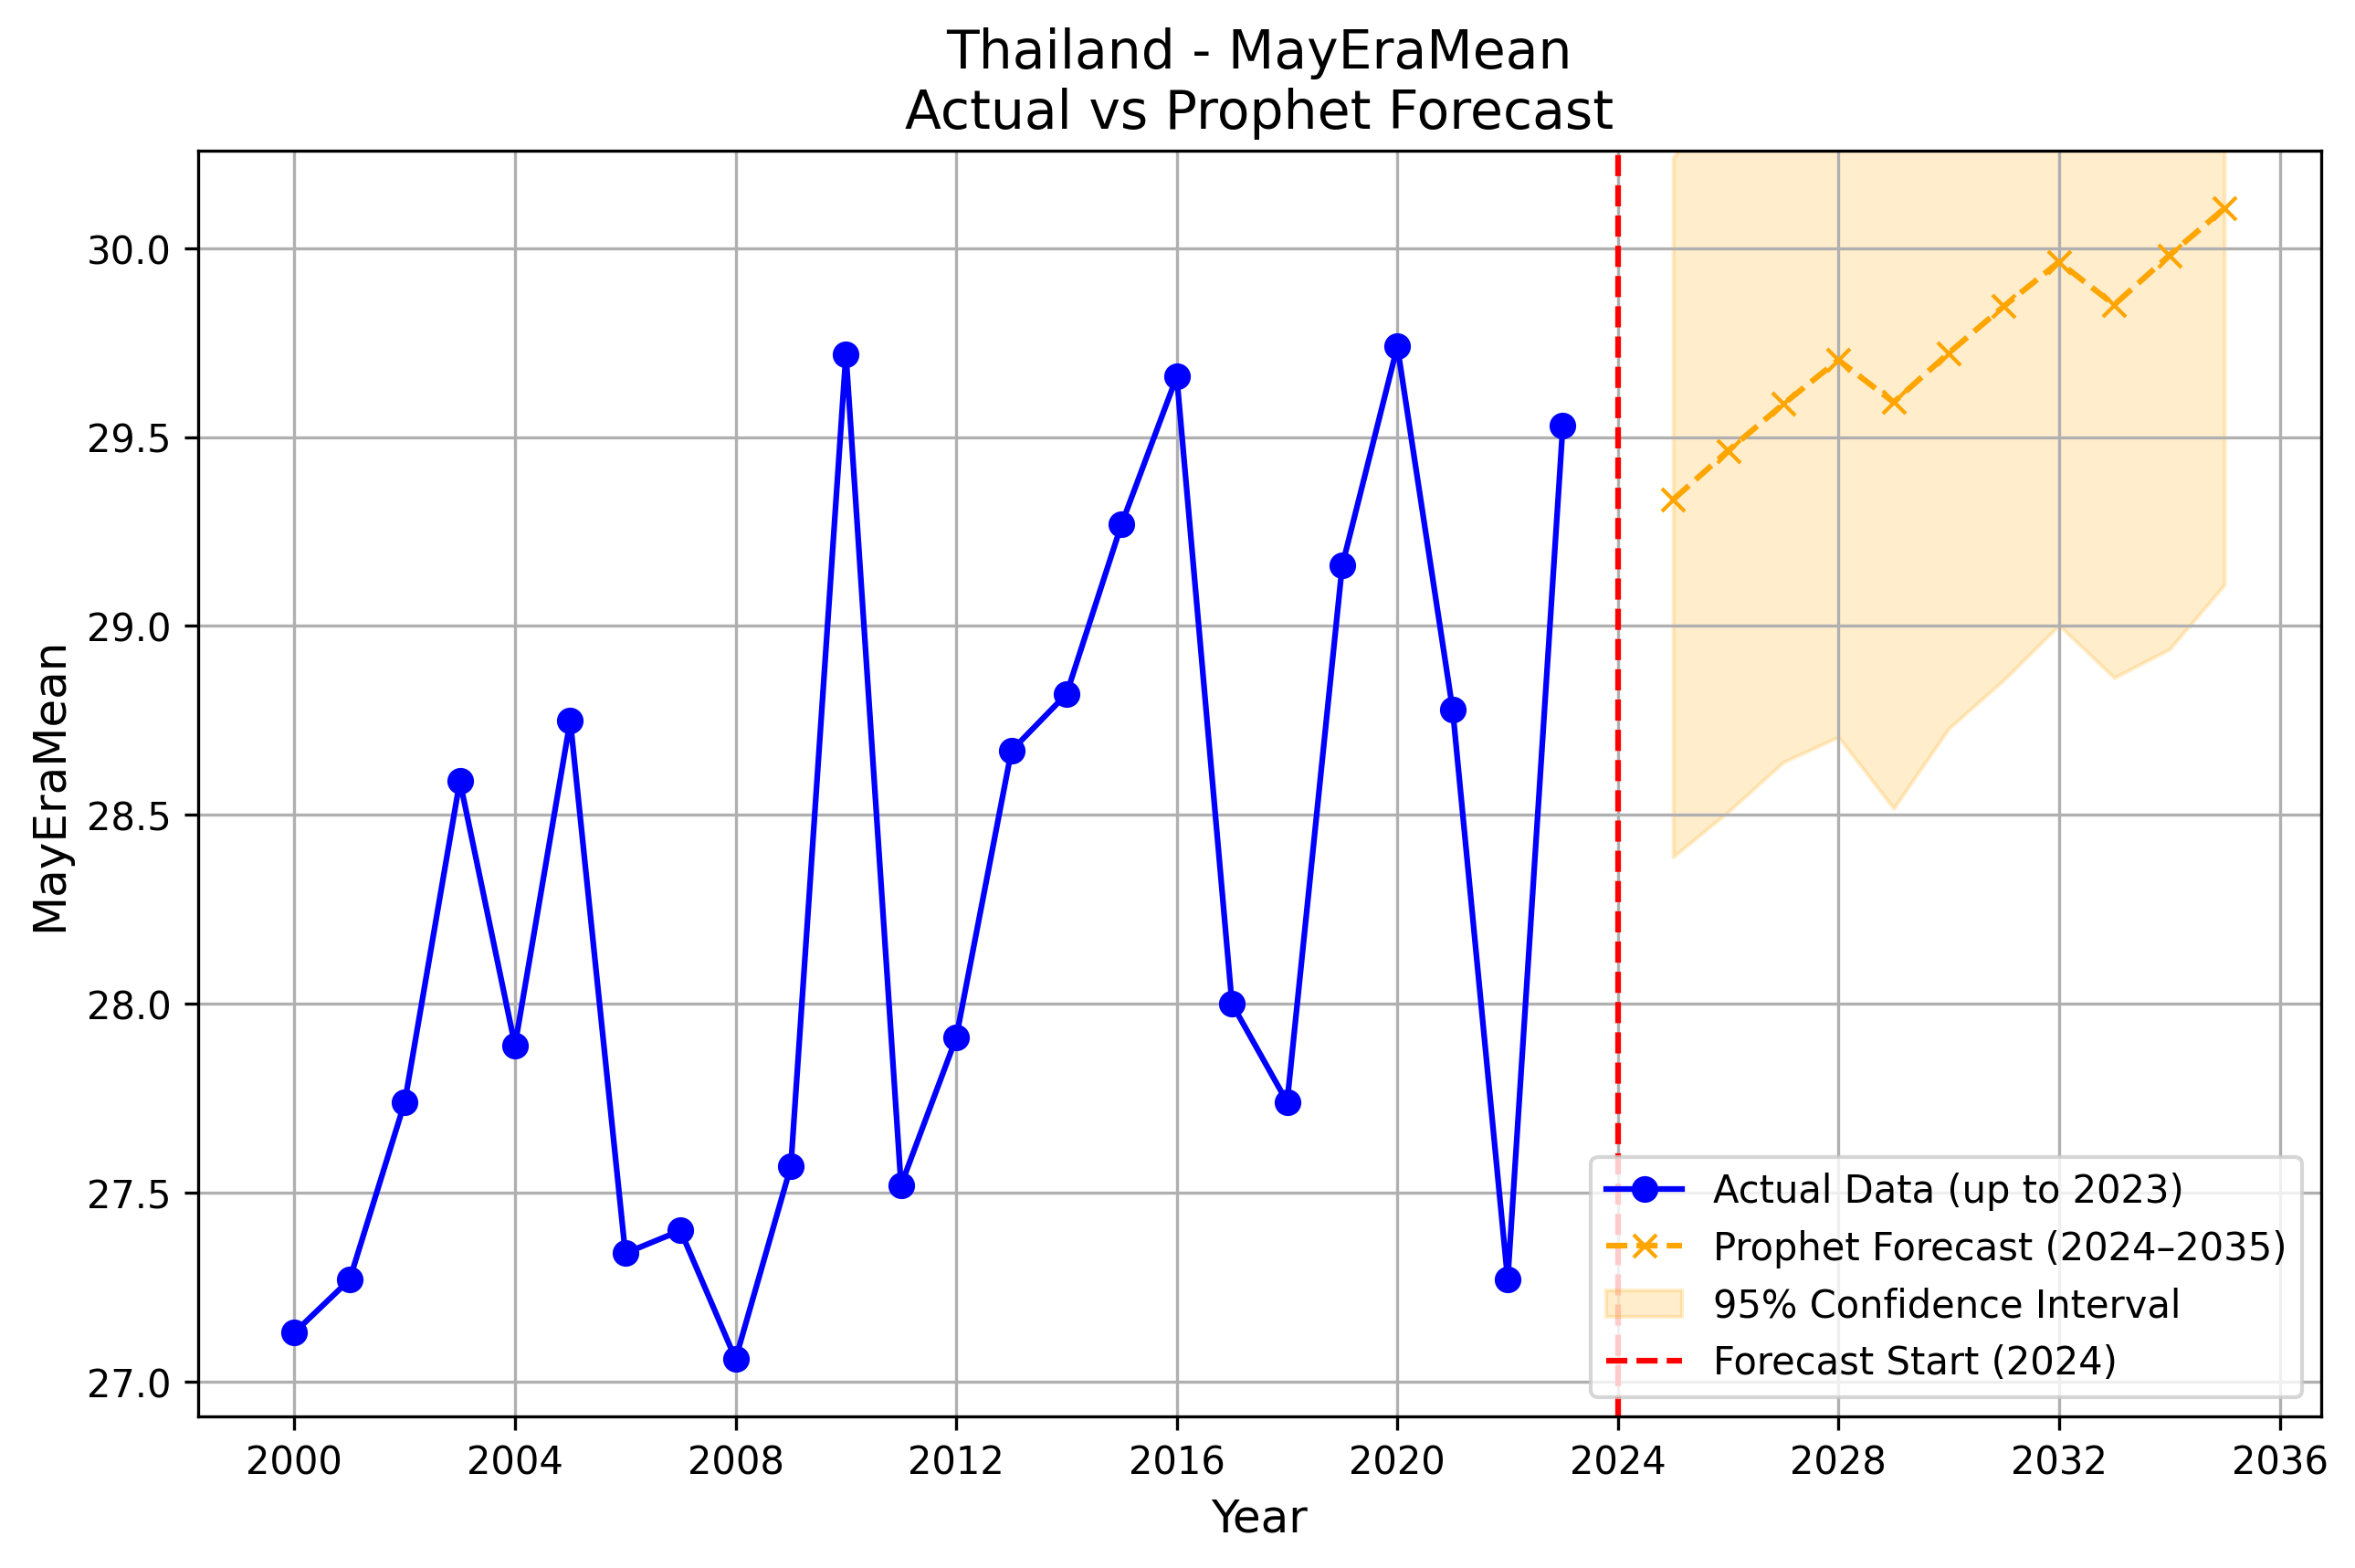 Thailand - MayEraMean
Actual vs Prophet Forecast
MayEraMean
30.0
29.5
29.0
28.5
28.0
27.5
27.0
Actual Data (up to 2023)
Prophet Forecast (2024–2035)
95% Confidence Interval
Forecast Start (2024)
2000 2004 2008 2012 2016 2020 2024 2028 2032 2036
Year